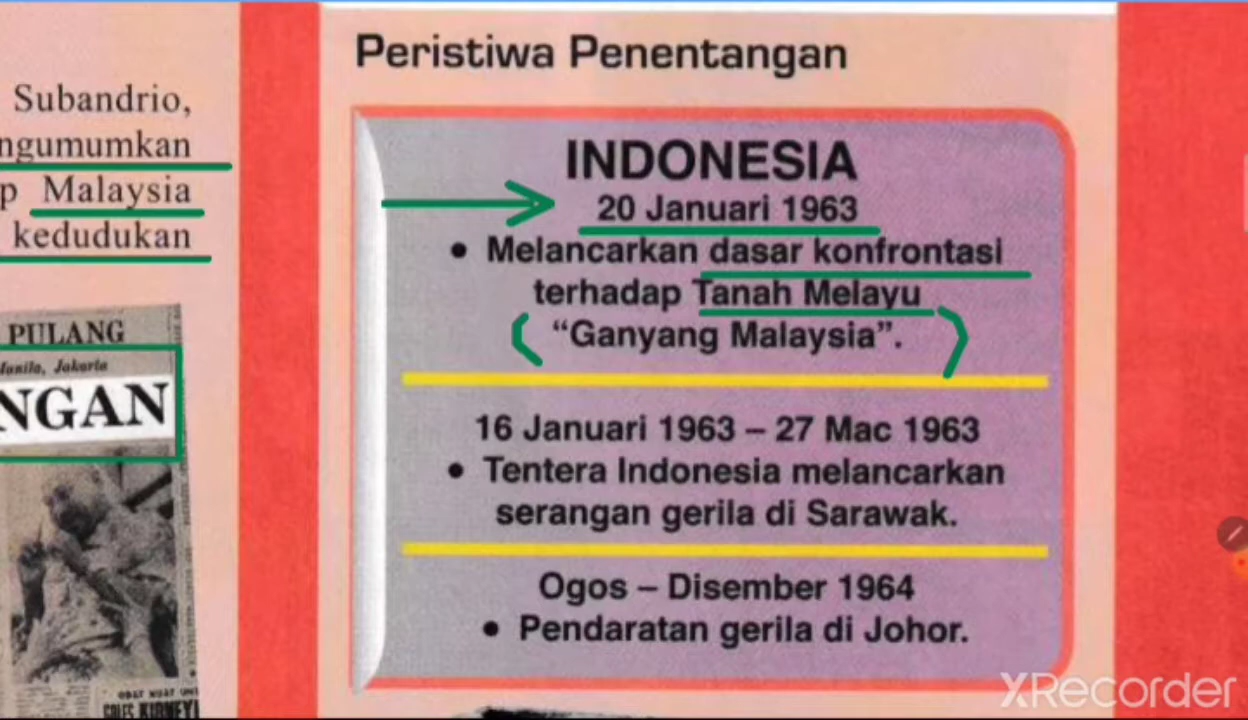 Subandrio,
ngumumkan
p Malaysia
kedudukan
PULANG
Manila, Jakarta
NGAN
Peristiwa Penentangan
INDONESIA
20 Januari 1963
• Melancarkan dasar konfrontasi
terhadap Tanah Melayu
“Ganyang Malaysia”.
16 Januari 1963 – 27 Mac 1963
• Tentera Indonesia melancarkan
serangan gerila di Sarawak.
Ogos – Disember 1964
• Pendaratan gerila di Johor.
XRecorder